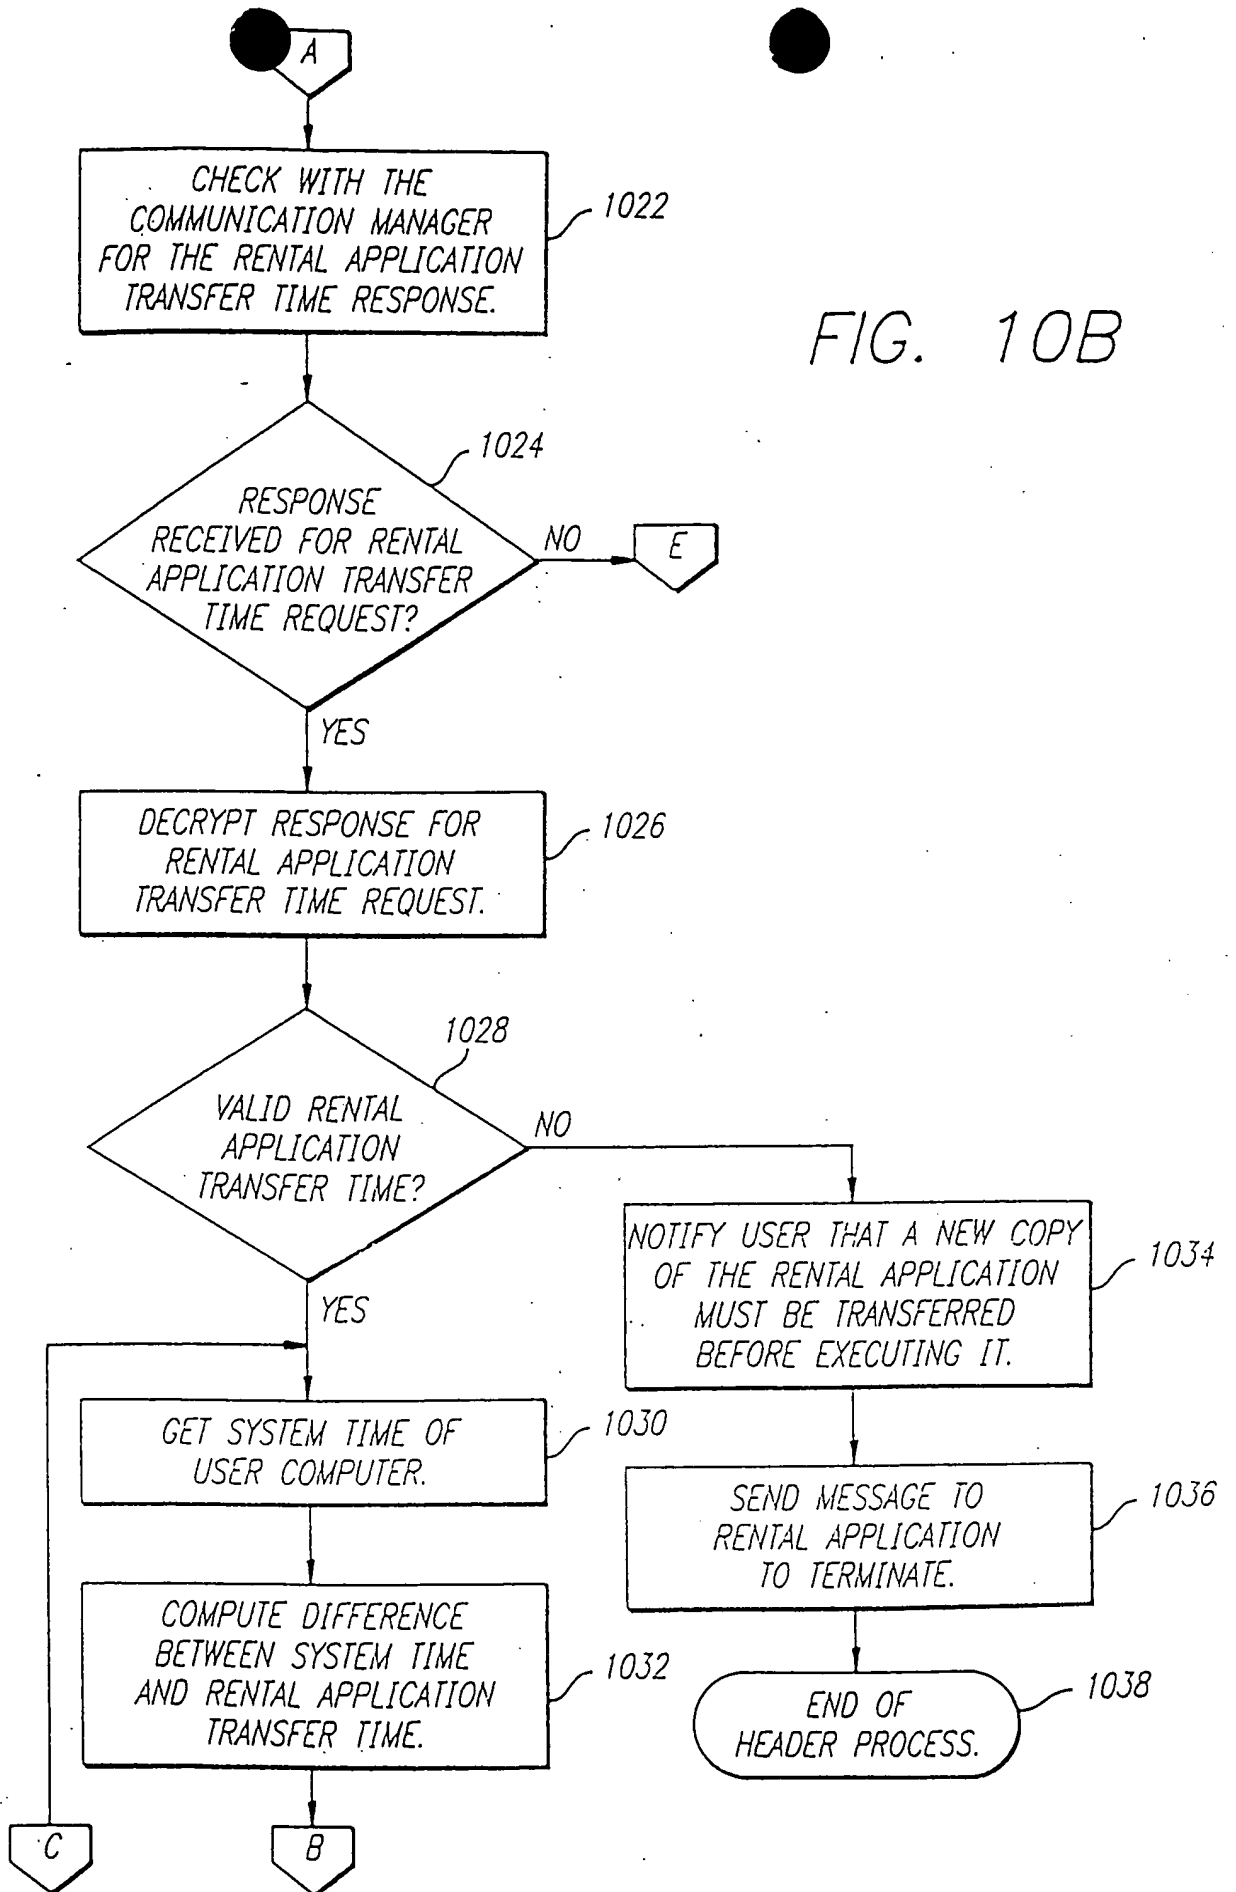 A
CHECK WITH THE
COMMUNICATION MANAGER
FOR THE RENTAL APPLICATION
TRANSFER TIME RESPONSE.
1022
FIG. 10B
1024
RESPONSE
RECEIVED FOR RENTAL
APPLICATION TRANSFER
TIME REQUEST?
NO
E
YES
DECRYPT RESPONSE FOR
RENTAL APPLICATION
TRANSFER TIME REQUEST.
1026
1028
VALID RENTAL
APPLICATION
TRANSFER TIME?
NO
YES
NOTIFY USER THAT A NEW COPY
OF THE RENTAL APPLICATION
MUST BE TRANSFERRED
BEFORE EXECUTING IT.
1034
GET SYSTEM TIME OF
USER COMPUTER.
1030
SEND MESSAGE TO
RENTAL APPLICATION
TO TERMINATE.
1036
COMPUTE DIFFERENCE
BETWEEN SYSTEM TIME
AND RENTAL APPLICATION
TRANSFER TIME.
1032
END OF
HEADER PROCESS.
1038
C
B